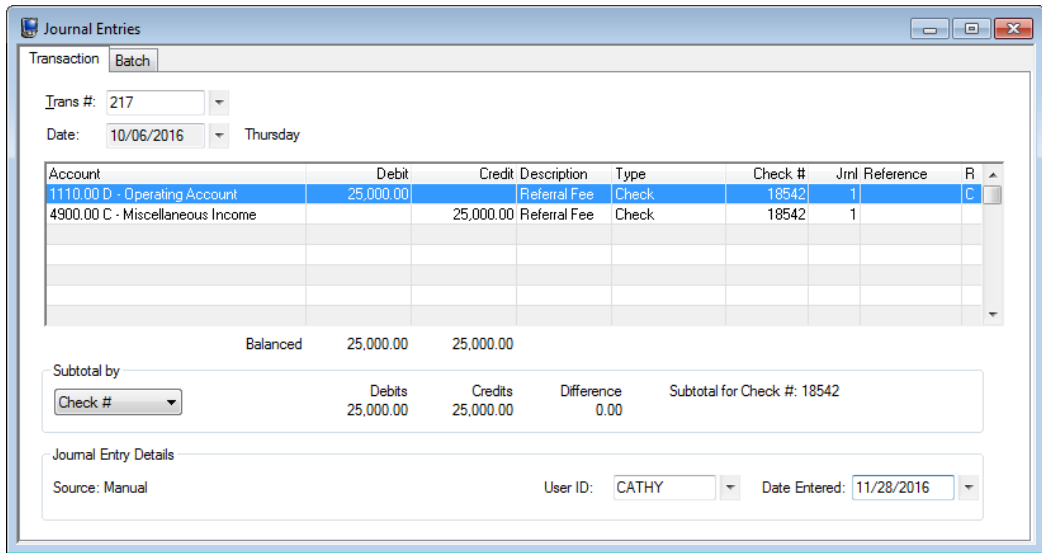 Journal Entries
Transaction Batch
Trans #: 217
Date: 10/06/2016 Thursday
Account Debit Credit Description Type Check # Jrnl Reference R
1110.00 D - Operating Account 25,000.00 Referral Fee Check 18542 1 C
4900.00 C - Miscellaneous Income 25,000.00 Referral Fee Check 18542 1
Balanced 25,000.00 25,000.00
Subtotal by
Check # Debits Credits Difference Subtotal for Check #: 18542
25,000.00 25,000.00 0.00
Journal Entry Details
Source: Manual User ID: CATHY Date Entered: 11/28/2016